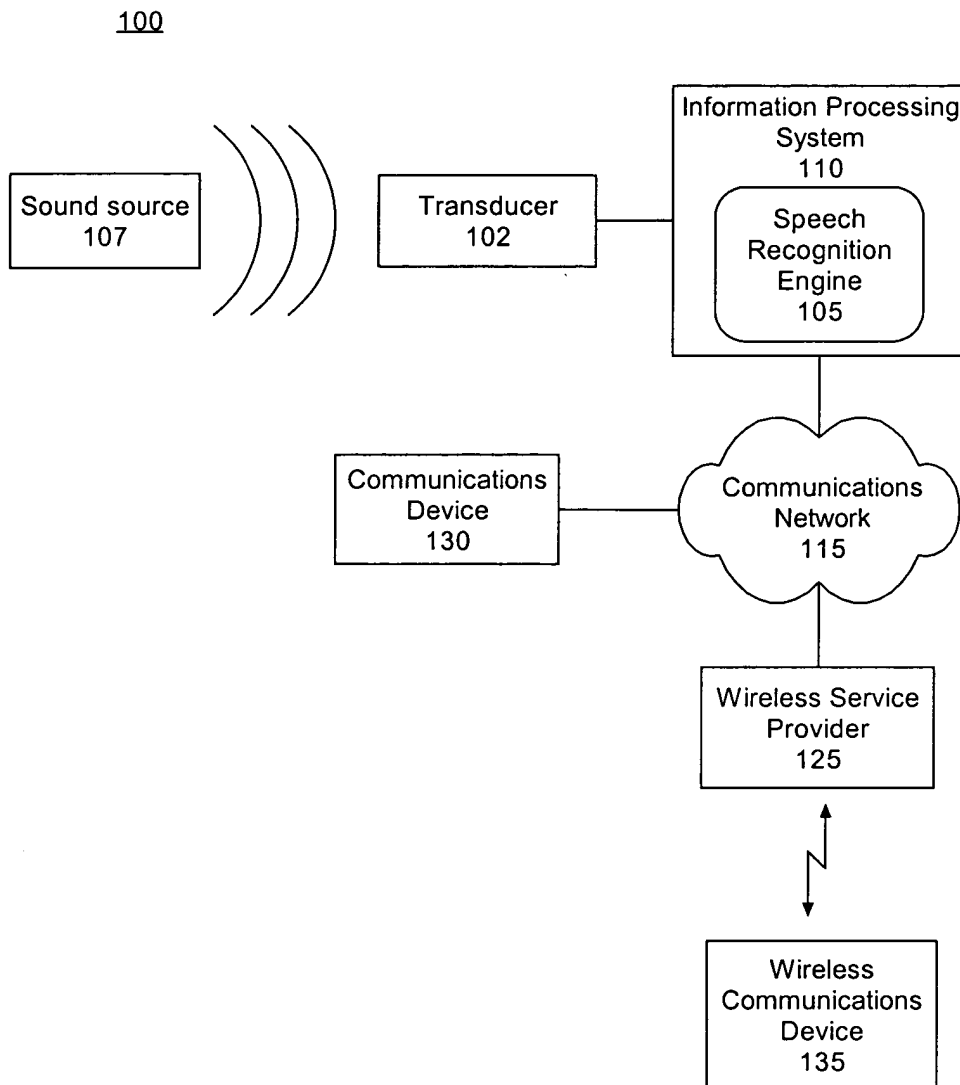 100
Sound source
107
Transducer
102
Information Processing
System
110
Speech
Recognition
Engine
105
Communications
Device
130
Communications
Network
115
Wireless Service
Provider
125
Wireless
Communications
Device
135